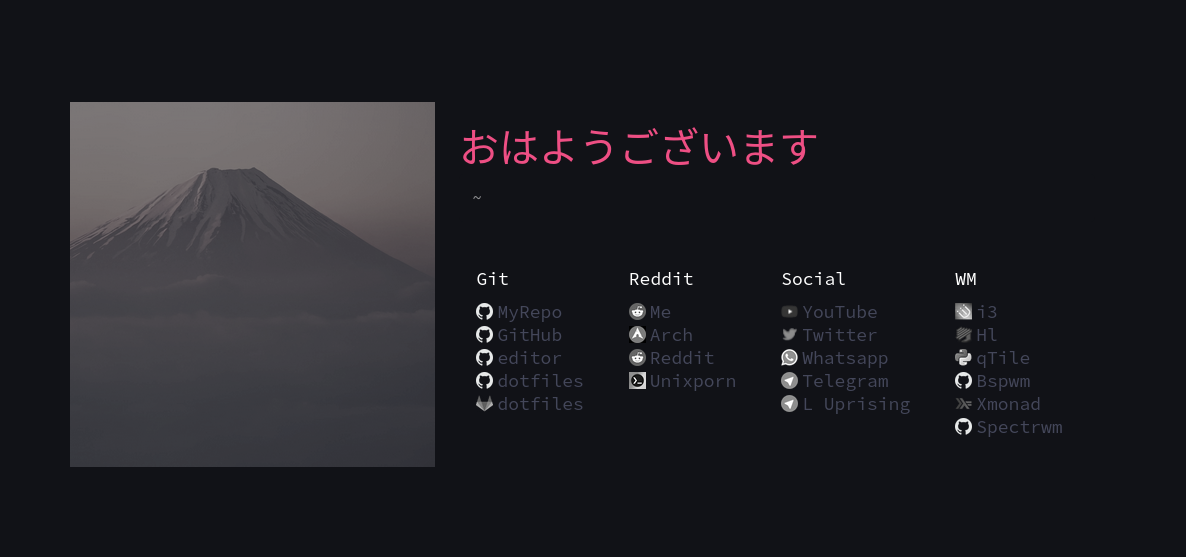 おはようございます
~
Git
MyRepo
GitHub
editor
dotfiles
dotfiles
Reddit
Me
Arch
Reddit
Unixporn
Social
YouTube
Twitter
Whatsapp
Telegram
L Uprising
WM
i3
Hl
qTile
Bspwm
Xmonad
Spectrwm